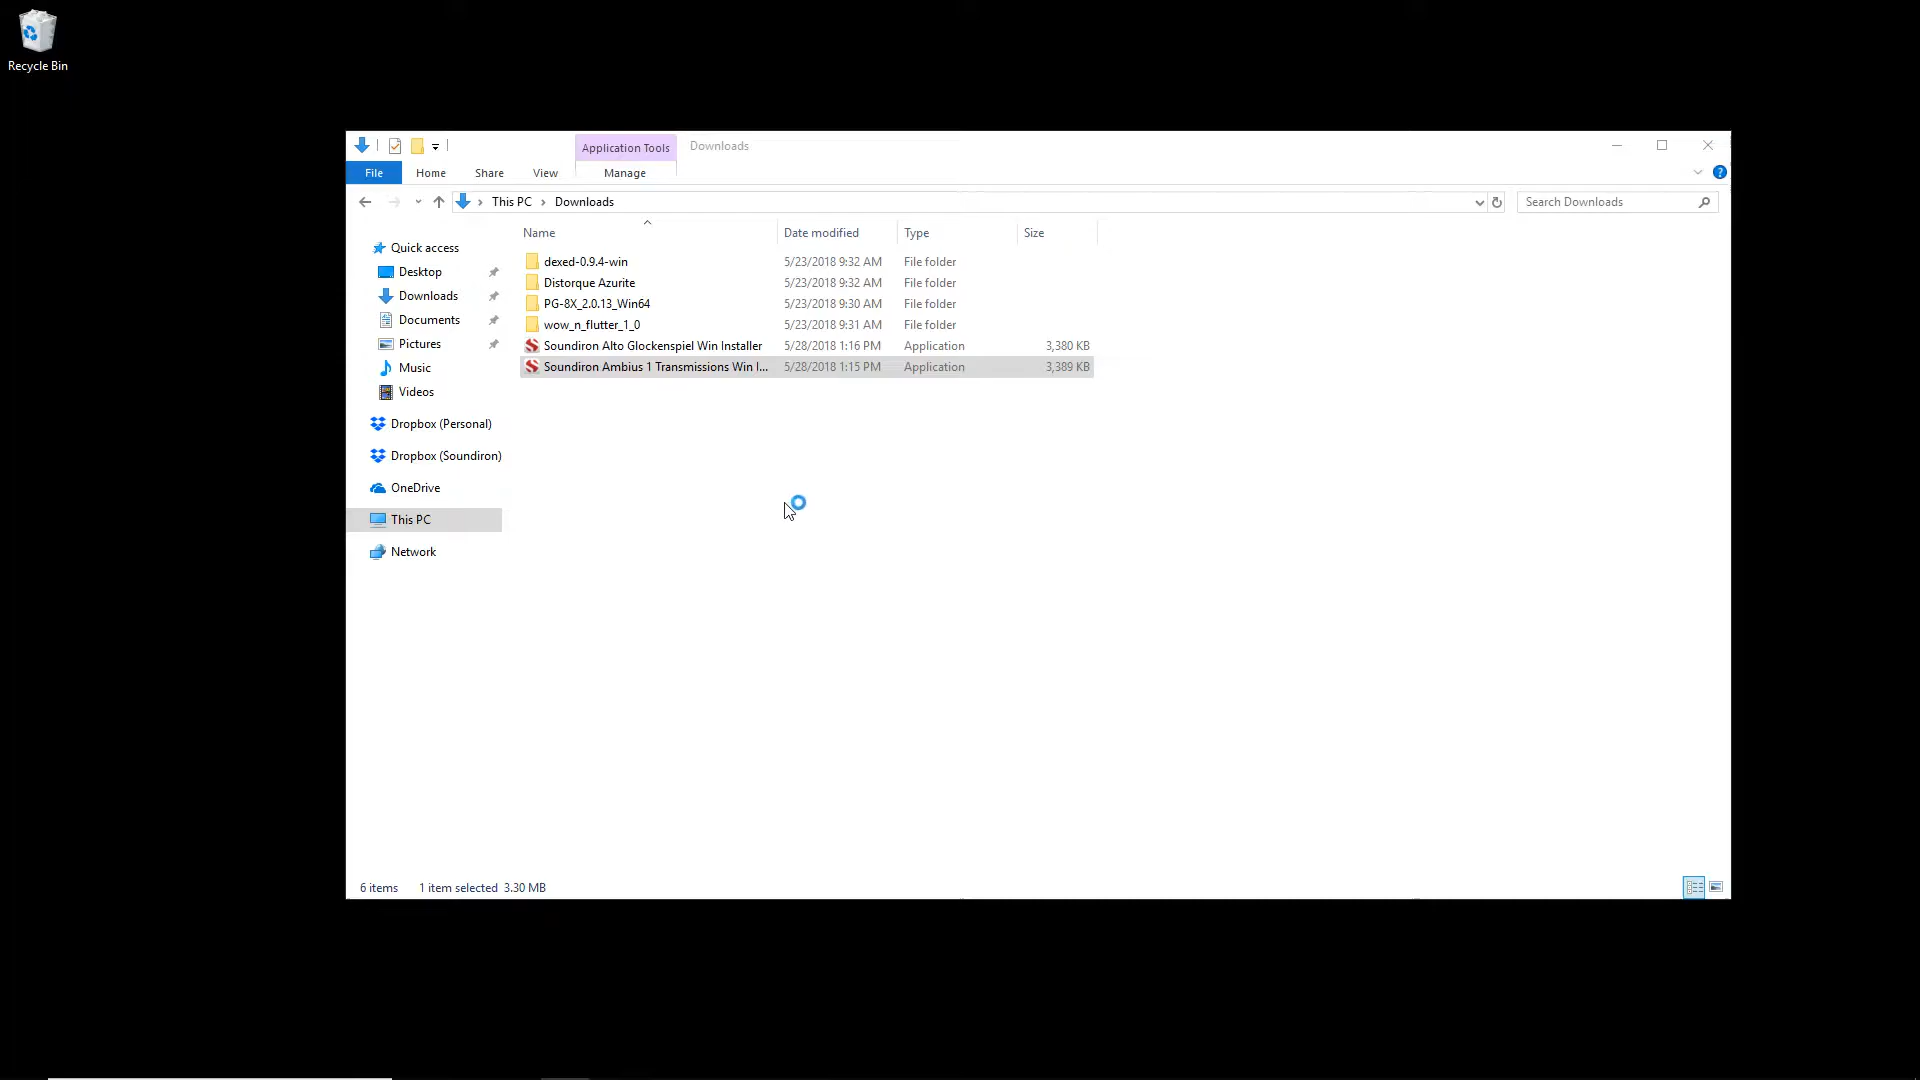 Recycle Bin
Application Tools
Downloads
File
Home
Share
View
Manage
This PC
Downloads
Search Downloads
Name
Date modified
Type
Size
Quick access
Desktop
Downloads
Documents
Pictures
Music
Videos
Dropbox (Personal)
Dropbox (Soundiron)
OneDrive
This PC
Network
dexed-0.9.4-win 5/23/2018 9:32 AM File folder
Distorque Azurite 5/23/2018 9:32 AM File folder
PG-8X_2.0.13_Win64 5/23/2018 9:30 AM File folder
wow_n_flutter_1_0 5/23/2018 9:31 AM File folder
Soundiron Alto Glockenspiel Win Installer 5/28/2018 1:16 PM Application 3,380 KB
Soundiron Ambius 1 Transmissions Win I... 5/28/2018 1:15 PM Application 3,389 KB
6 items 1 item selected 3.30 MB